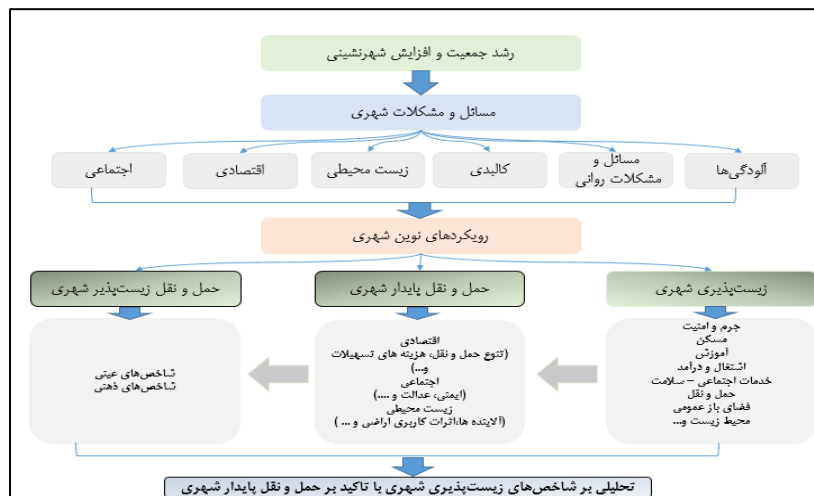 رشد جمعیت و افزایش شهرنشینی
مسائل و مشکلات شهری
آلودگی‌ها
مسائل و
مشکلات روانی
کالبدی
زیست محیطی
اقتصادی
اجتماعی
رویکردهای نوین شهری
زیست‌پذیری شهری
حمل و نقل پایدار شهری
حمل و نقل زیست‌پذیر شهری
جرم و امنیت
مسکن
آموزش
اشتغال و درآمد
خدمات اجتماعی – سلامت
حمل و نقل
فضای باز عمومی
محیط زیست و...
اقتصادی
(تنوع حمل و نقل، هزینه های تسهیلات
و...)
اجتماعی
(ایمنی، عدالت و ....)
زیست محیطی
(آلاینده ها،اثرات کاربری اراضی و ... )
شاخص‌های عینی
شاخص‌های ذهنی
تحلیلی بر شاخص‌های زیست‌پذیری شهری با تاکید بر حمل و نقل پایدار شهری